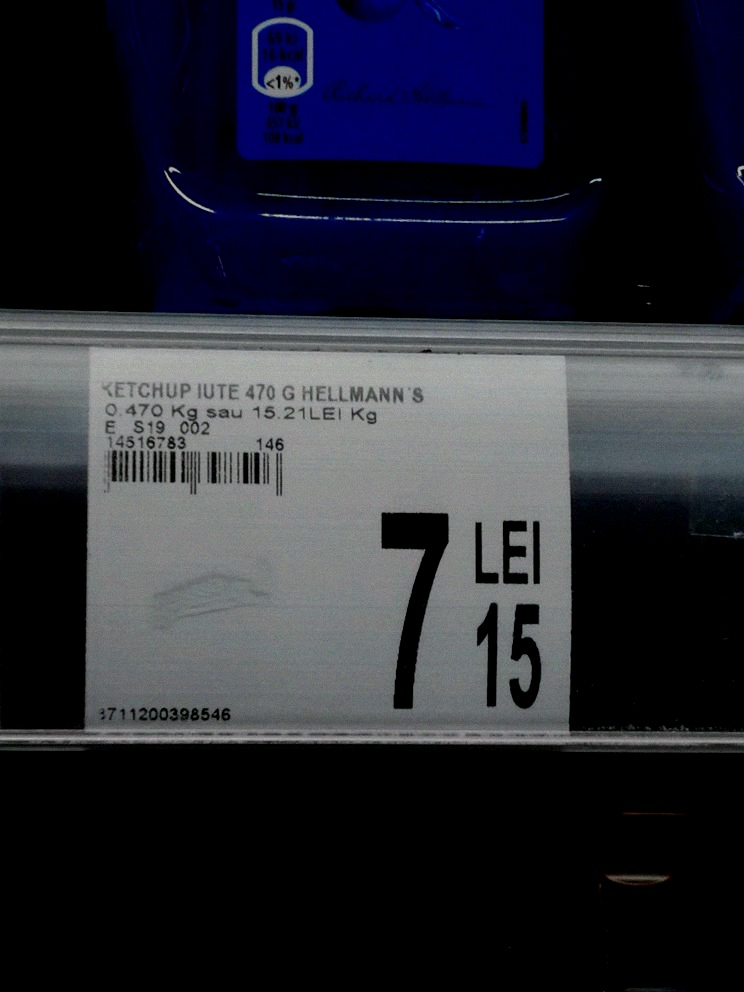 <1%*
KETCHUP IUTE 470 G HELLMANN'S
0.470 Kg sau 15.21LEI Kg
E S19 002
14516783 146
7 LEI
15
8711200398546